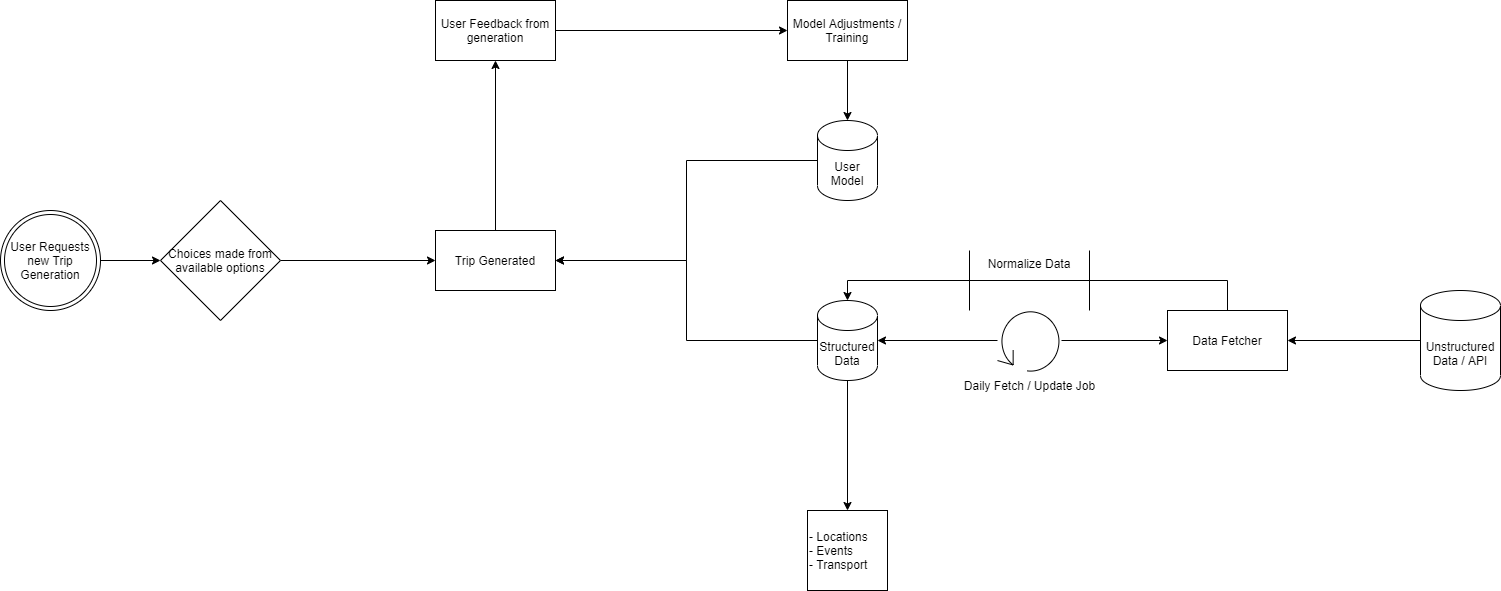 User Feedback from
generation
Model Adjustments /
Training
User
Model
User Requests
new Trip
Generation
Choices made from
available options
Trip Generated
Normalize Data
Structured
Data
Data Fetcher
Unstructured
Data / API
Daily Fetch / Update Job
- Locations
- Events
- Transport